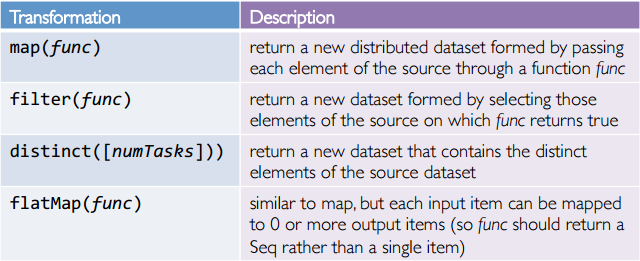 Transformation Description
map(func) return a new distributed dataset formed by passing
each element of the source through a function func
filter(func) return a new dataset formed by selecting those
elements of the source on which func returns true
distinct([numTasks])) return a new dataset that contains the distinct
elements of the source dataset
flatMap(func) similar to map, but each input item can be mapped
to 0 or more output items (so func should return a
Seq rather than a single item)